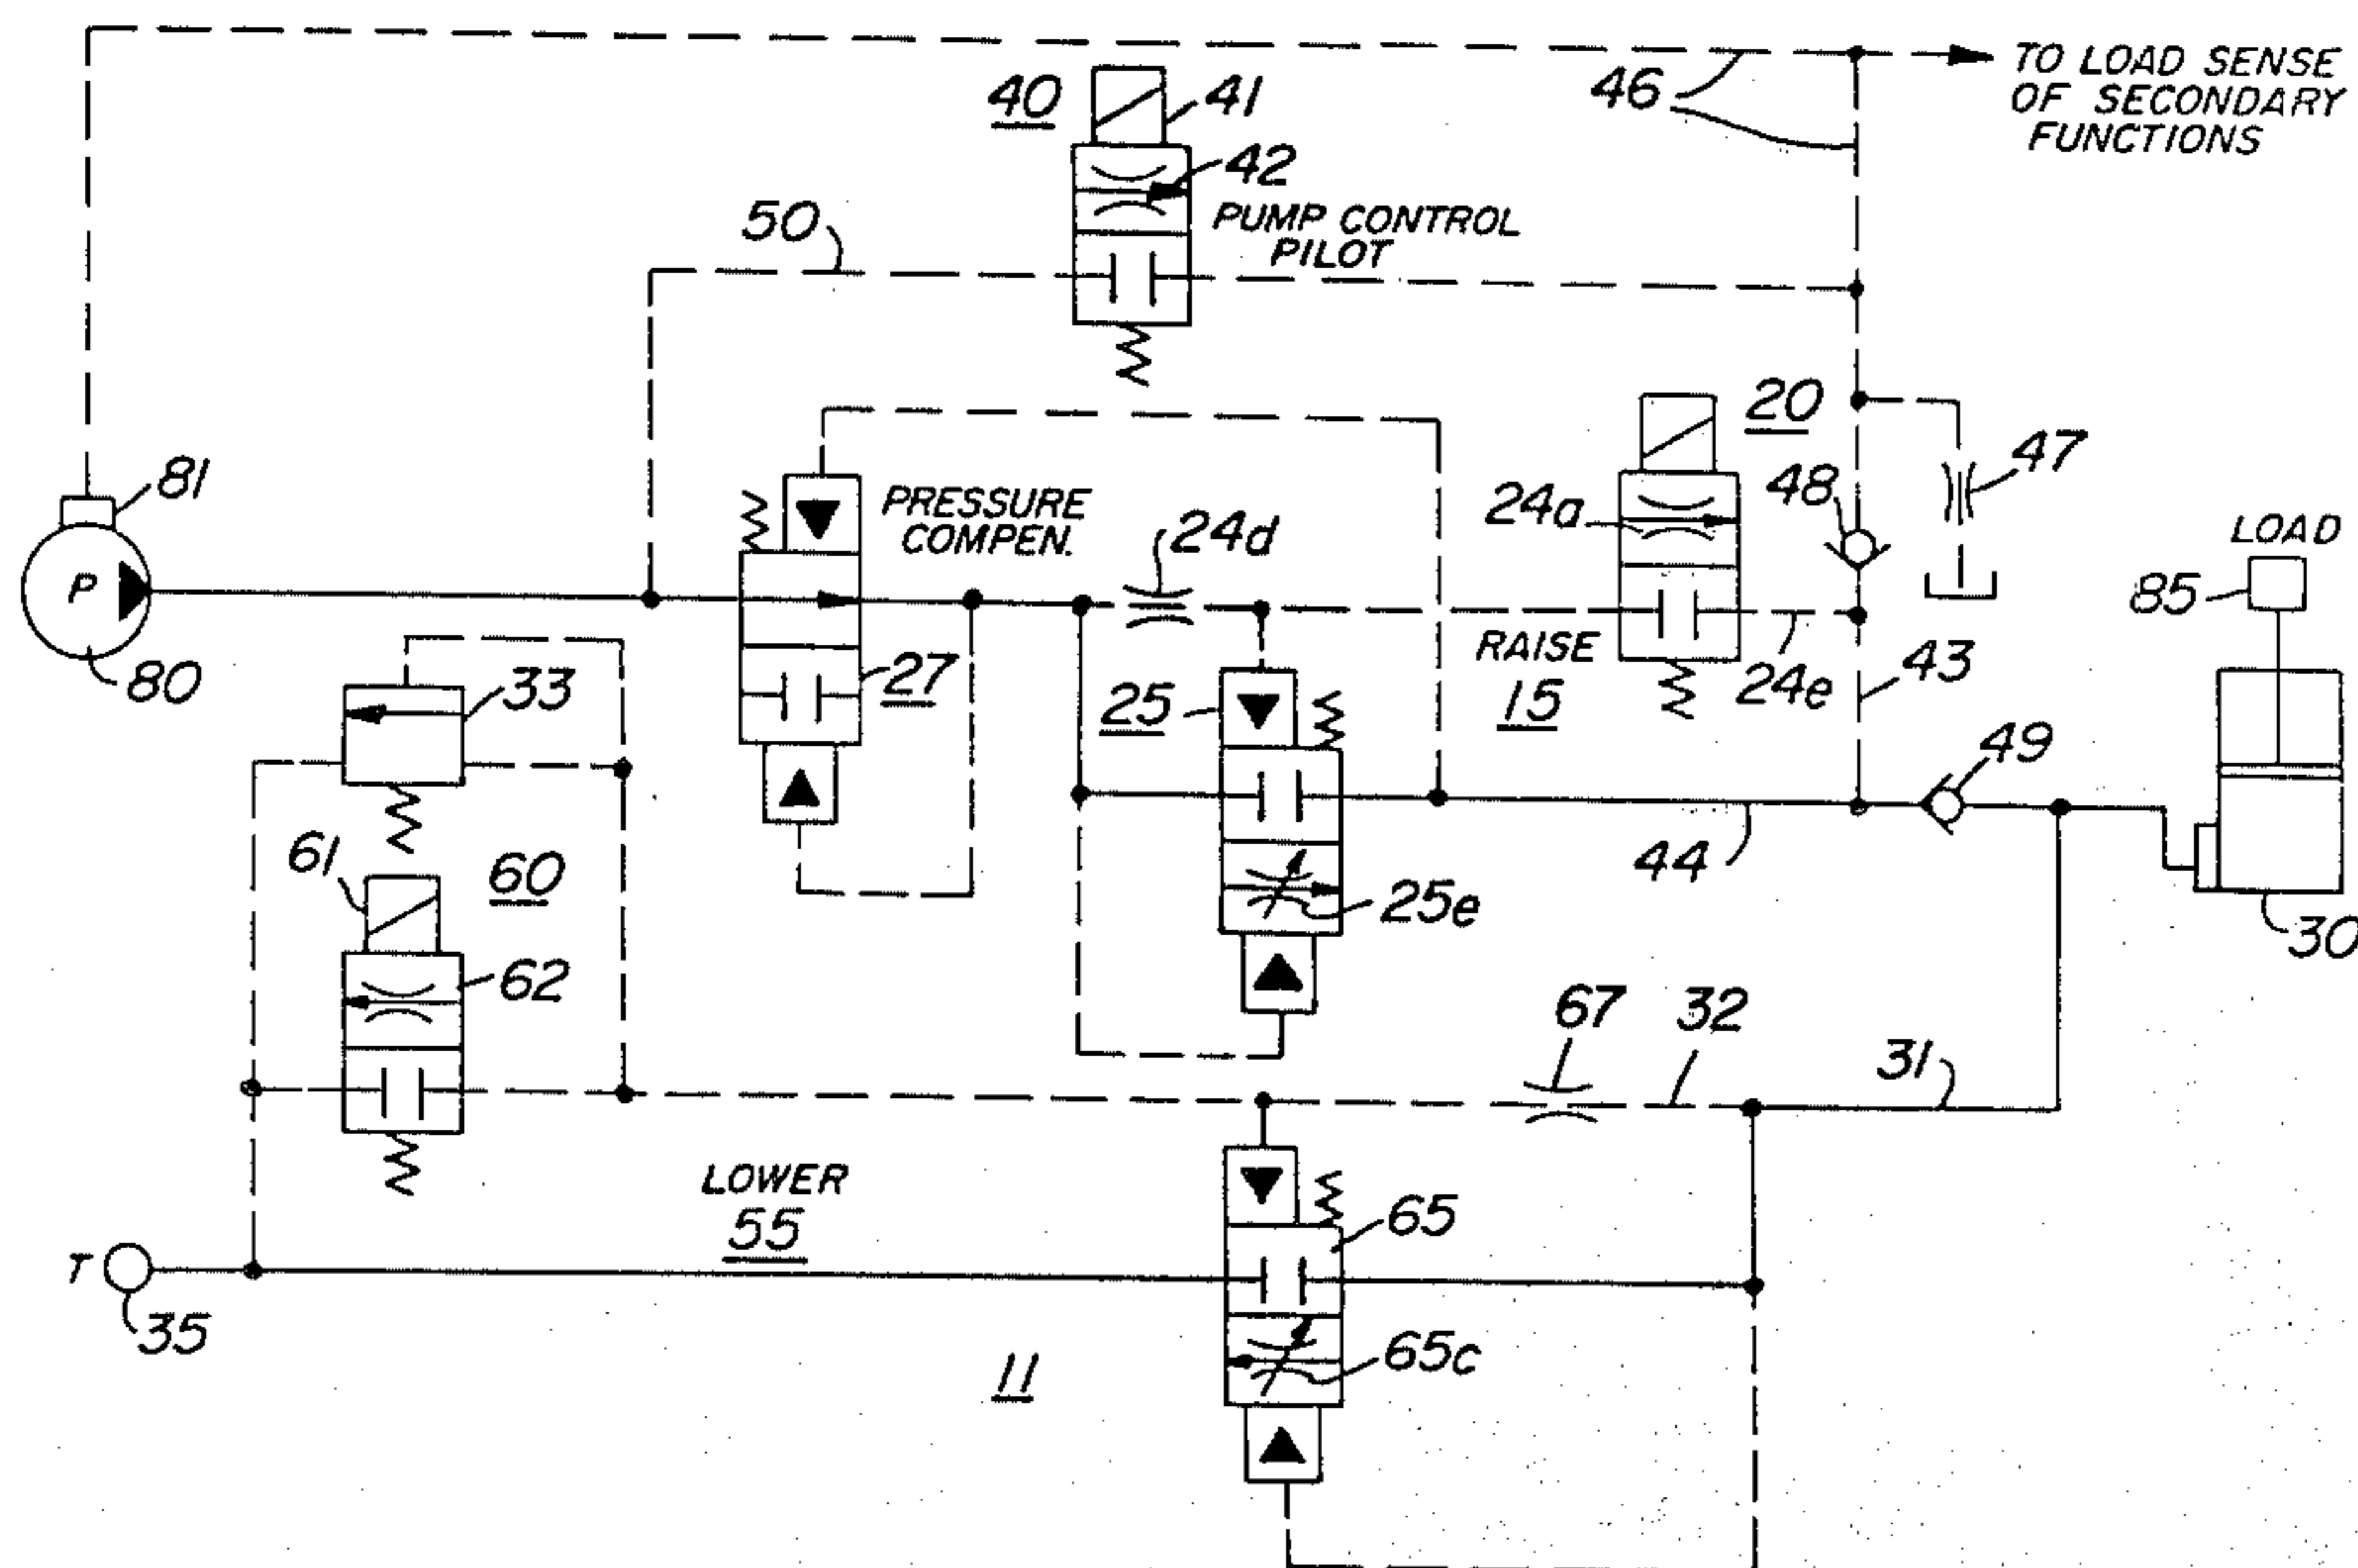 TO LOAD SENSE
OF SECONDARY
FUNCTIONS
46
40
41
42
PUMP CONTROL
PILOT
50
20
47
48
24a
LOAD
85
81
PRESSURE
COMPEN.
24d
P
80
33
27
25
RAISE
15
24e
43
49
44
30
61
60
25e
62
67
32
31
LOWER
55
65
T
35
65c
11